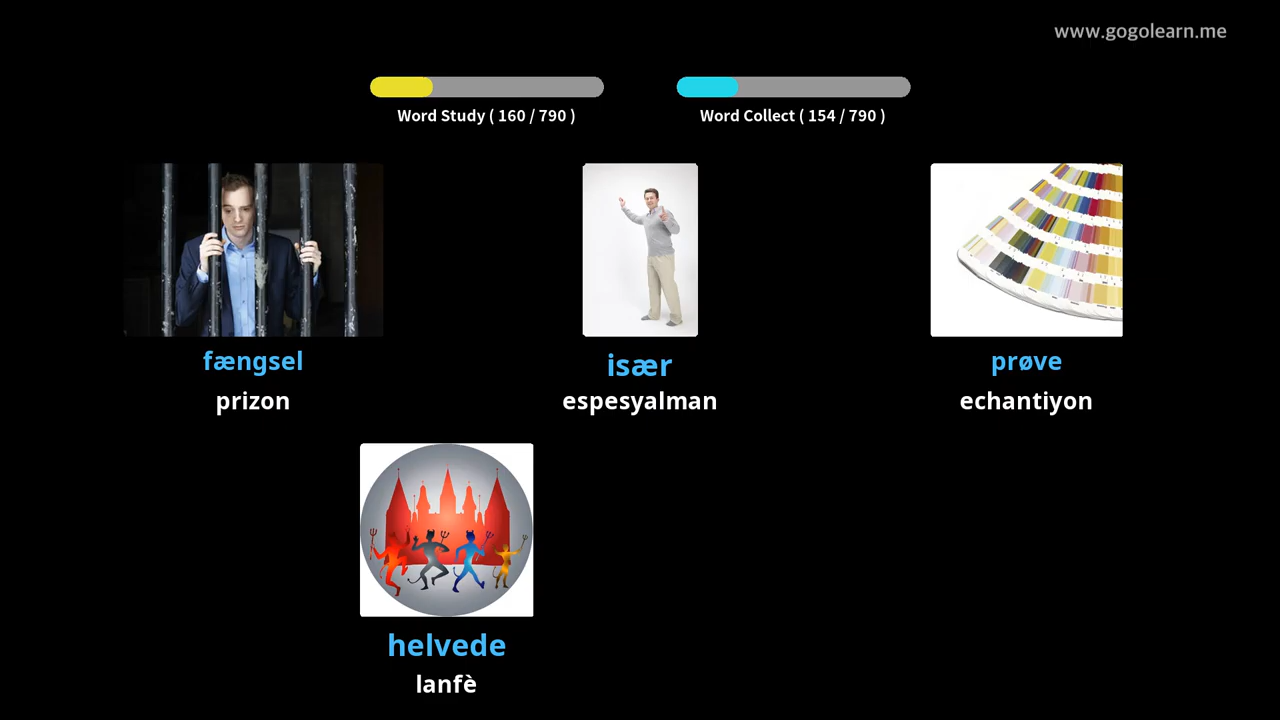 www.gogolearn.me
Word Study ( 160 / 790 )
Word Collect ( 154 / 790 )
fængsel
prizon
især
espesyalman
prøve
echantiyon
helvede
lanfè